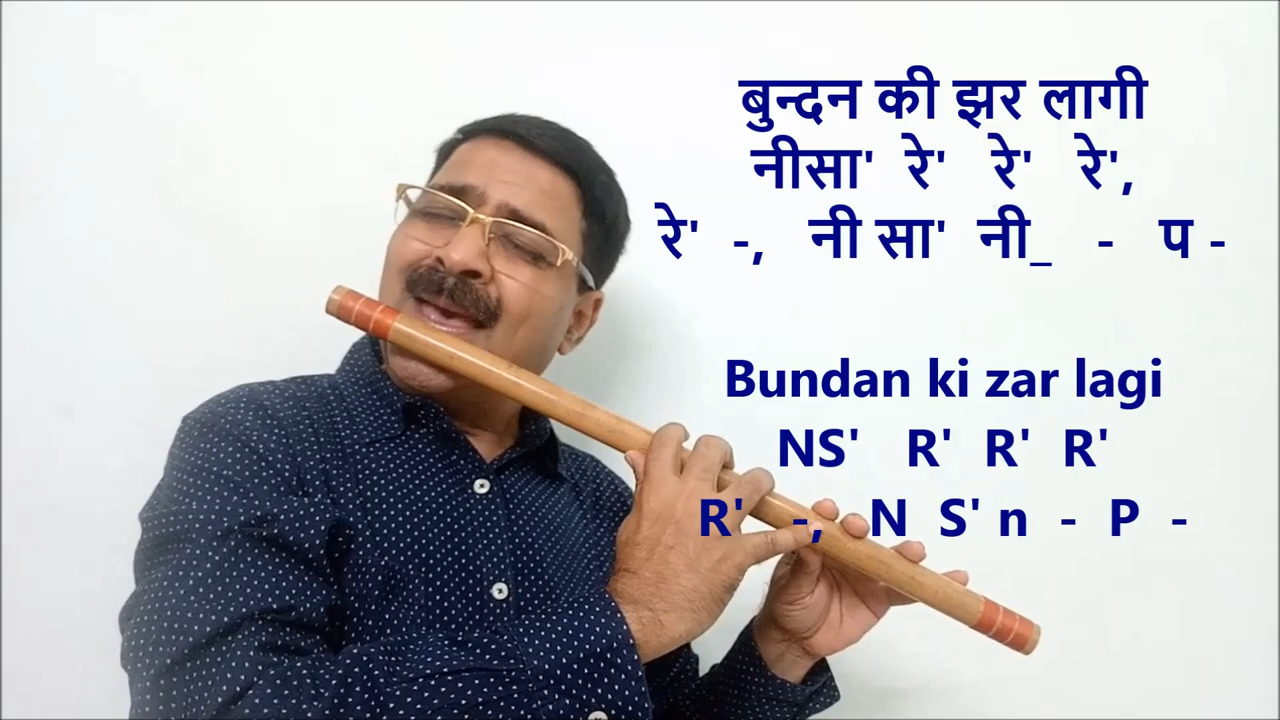 बुन्दन की झर लागी
नीसा' रे' रे' रे',
रे' -, नी सा' नी_ - प -
Bundan ki zar lagi
NS' R' R' R'
R' -, N S' n - P -